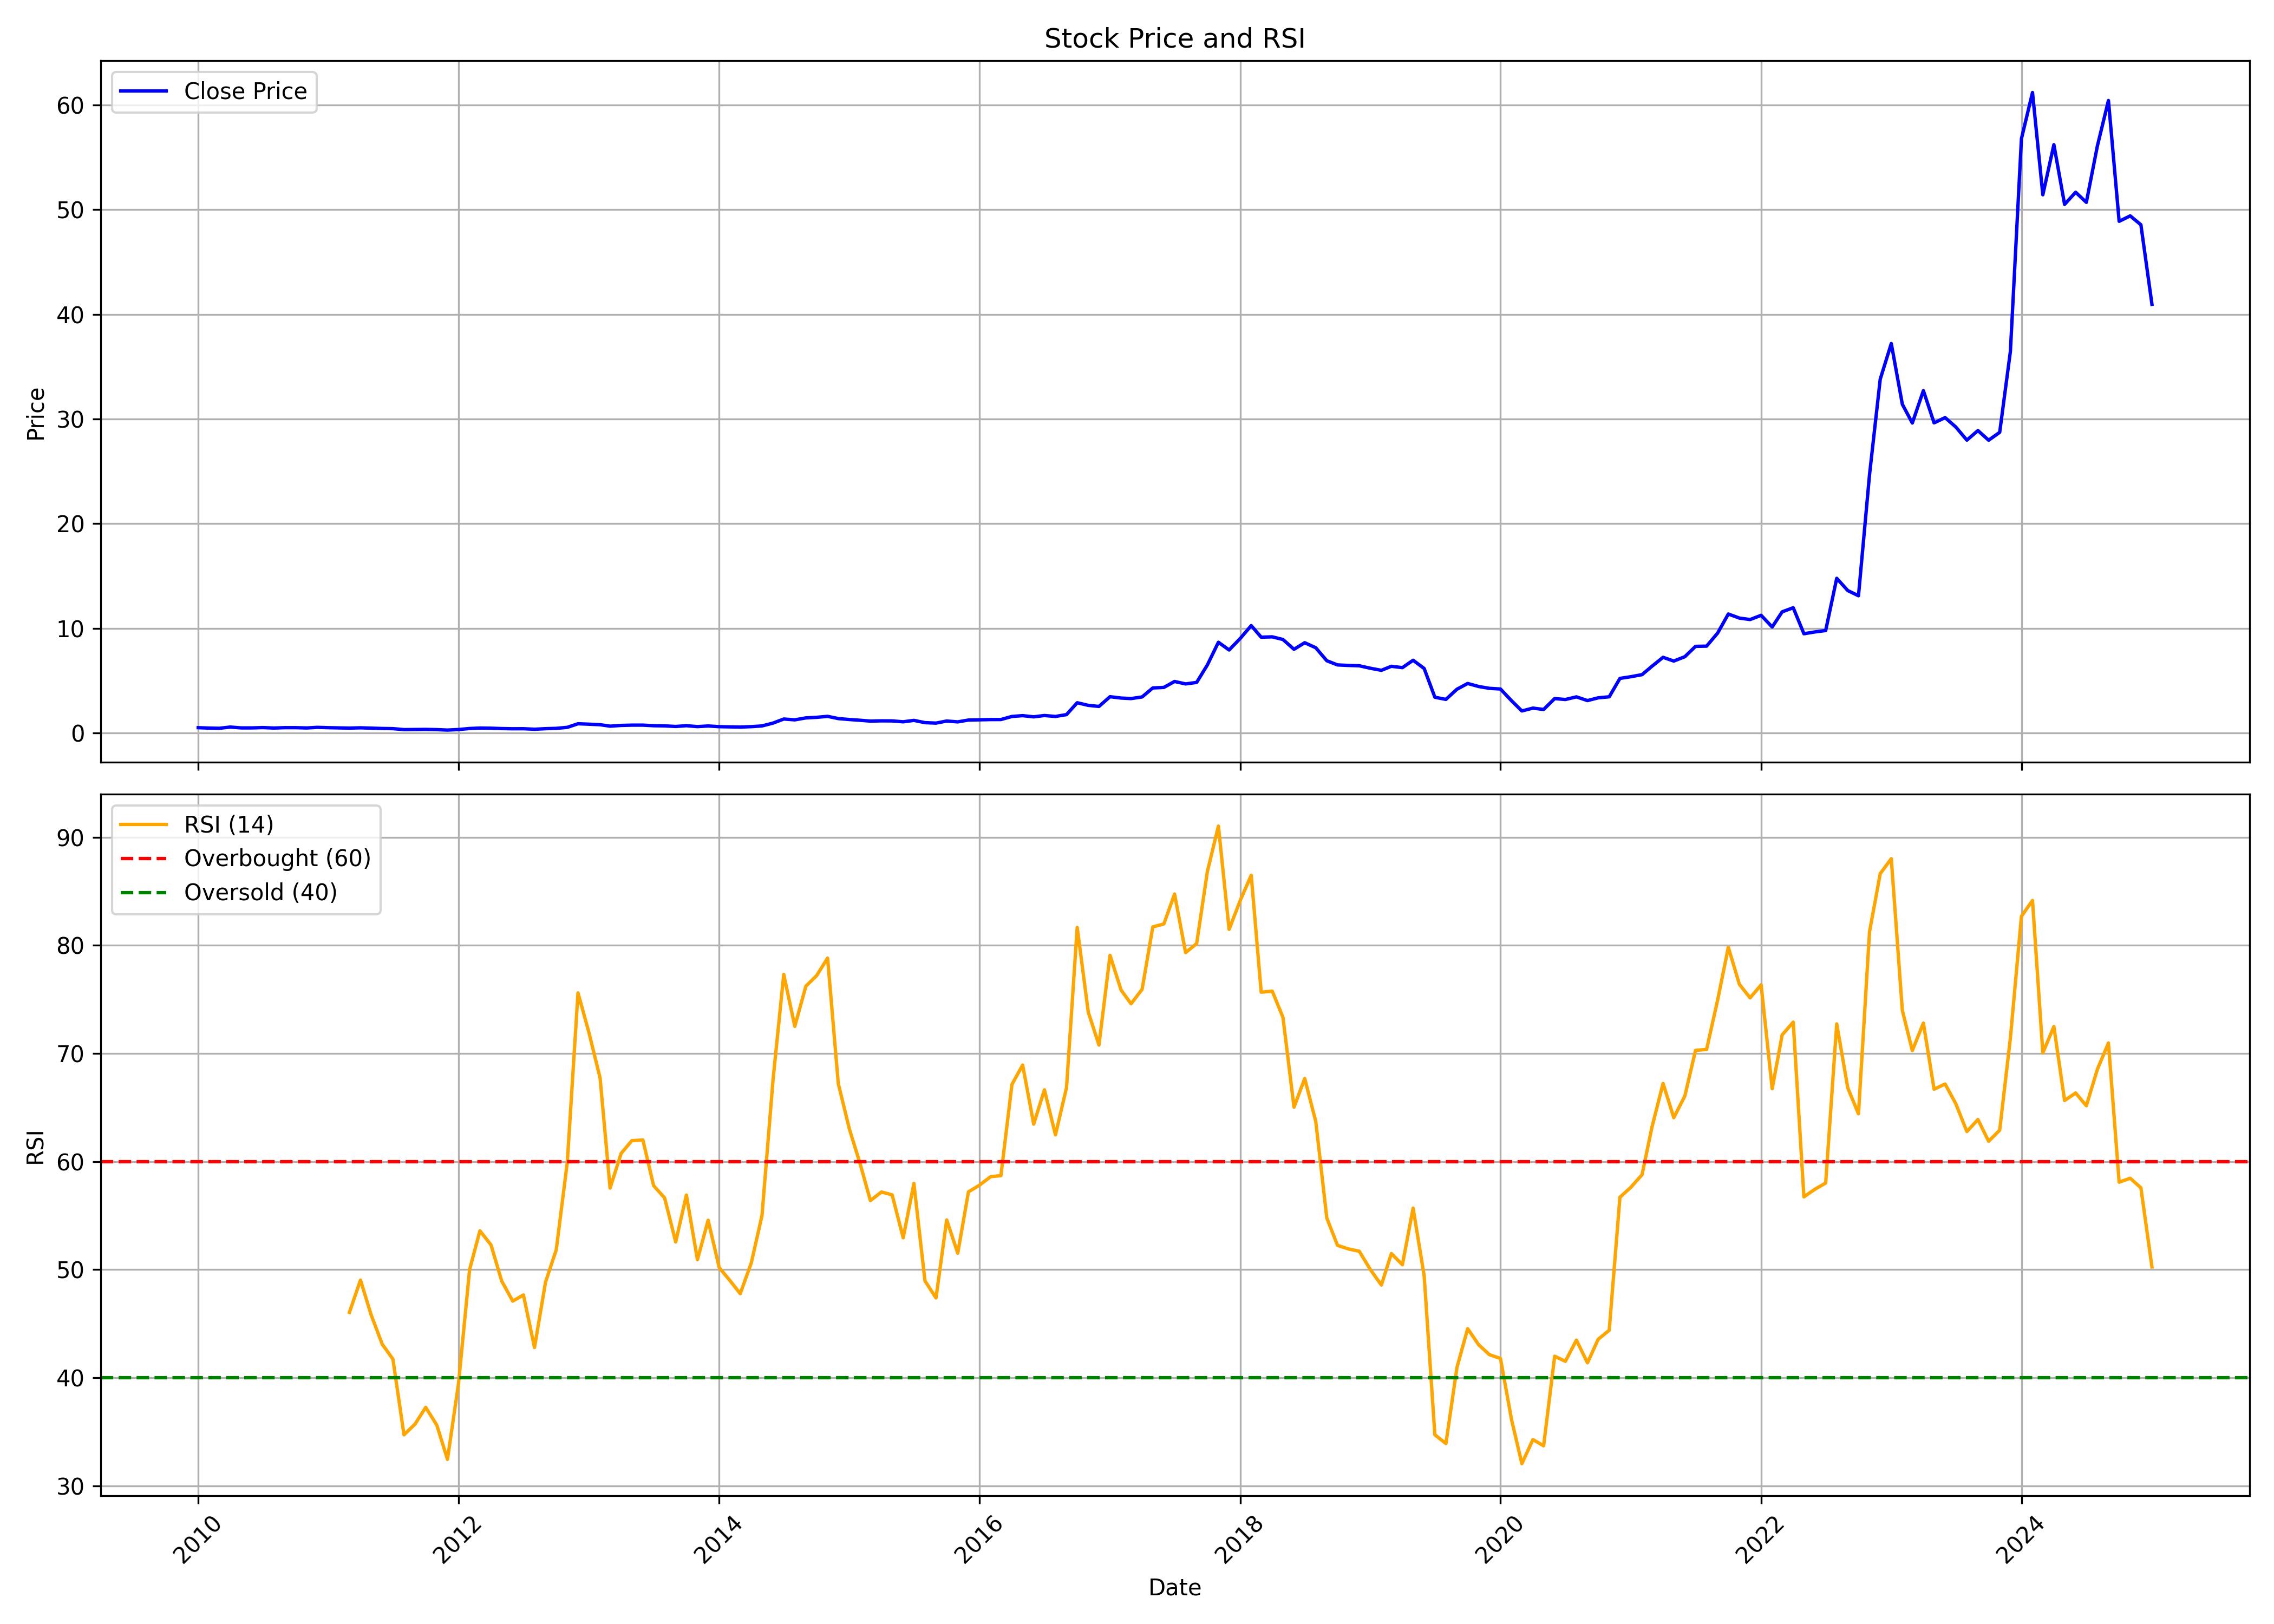 Stock Price and RSI
Close Price
60
50
40
30
20
10
0
Price
RSI (14)
Overbought (60)
Oversold (40)
90
80
70
60
50
40
30
RSI
2010
2012
2014
2016
2018
2020
2022
2024
Date